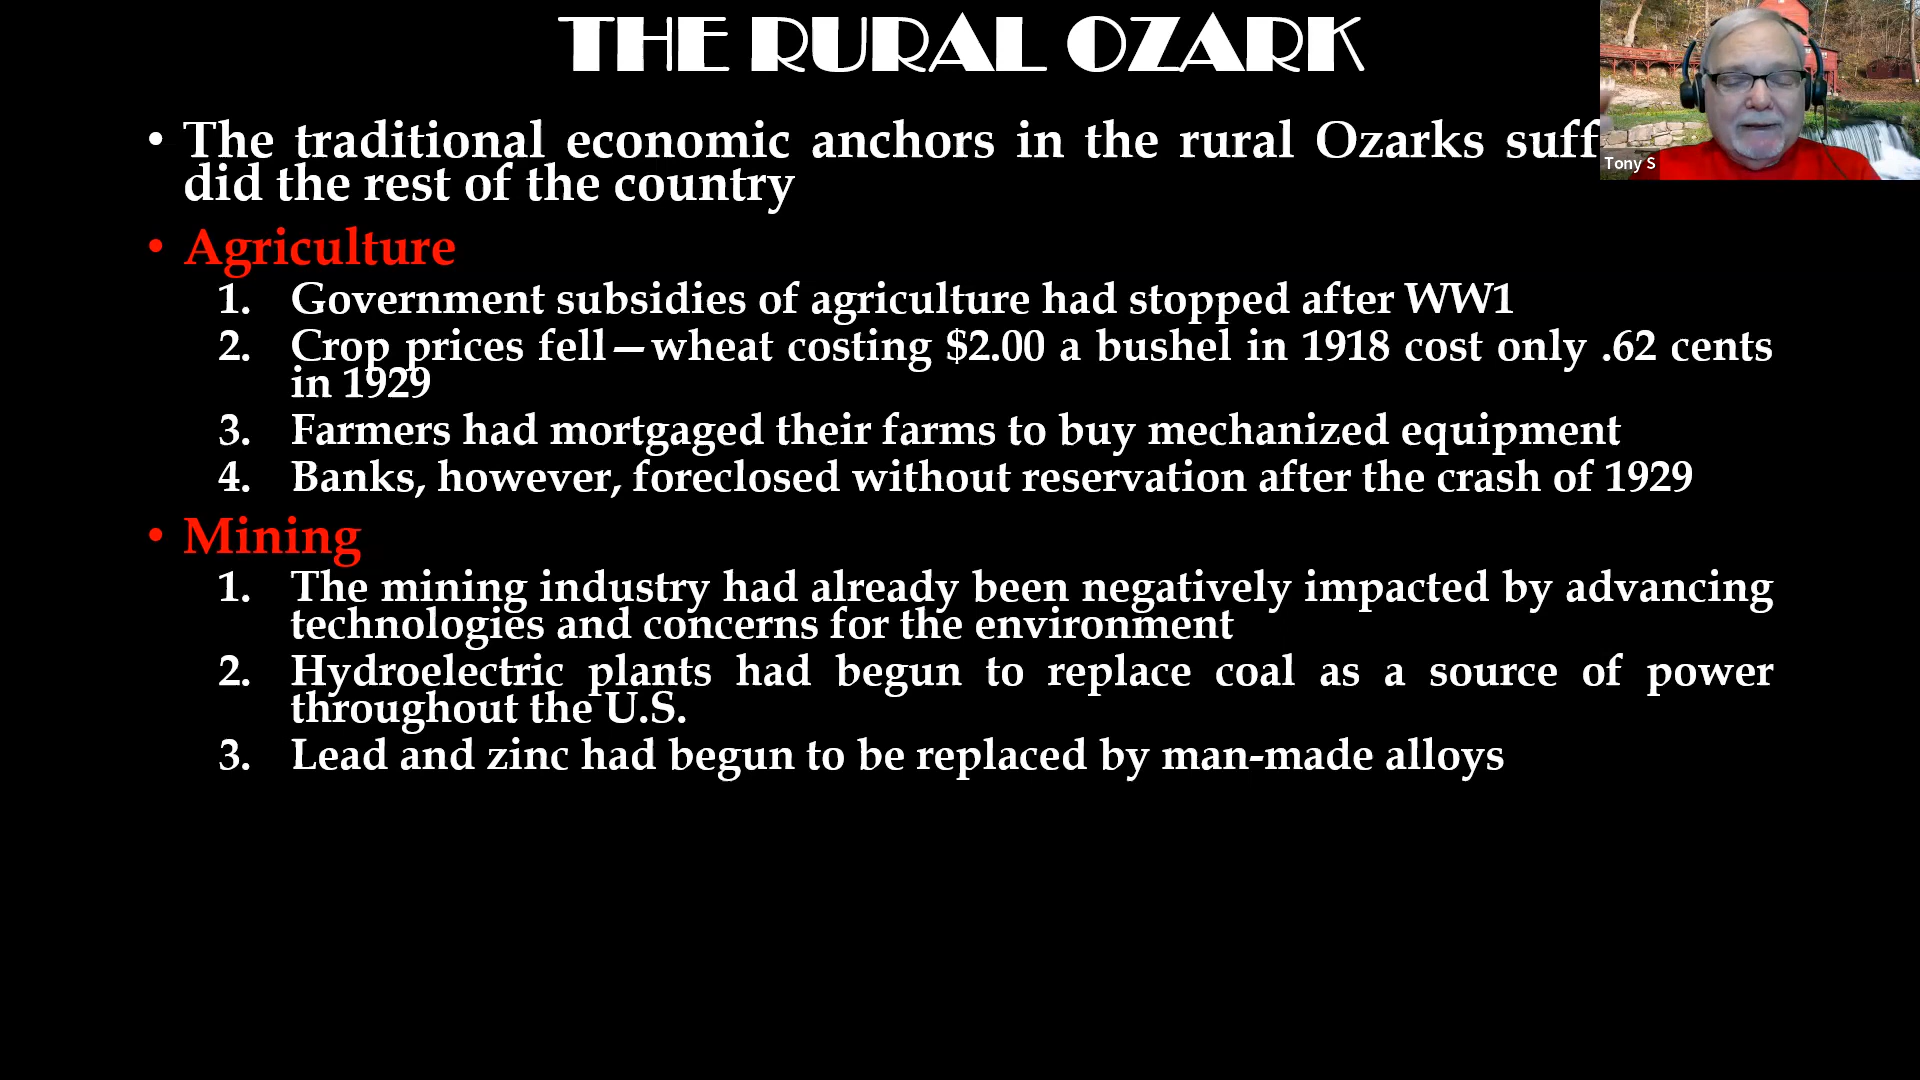 THE RURAL OZARK
• The traditional economic anchors in the rural Ozarks
did the rest of the country
• Agriculture
1. Government subsidies of agriculture had stopped after WW1
2. Crop prices fell—wheat costing $2.00 a bushel in 1918 cost only .62 cents
in 1929
3. Farmers had mortgaged their farms to buy mechanized equipment
4. Banks, however, foreclosed without reservation after the crash of 1929
• Mining
1. The mining industry had already been negatively impacted by advancing
technologies and concerns for the environment
2. Hydroelectric plants had begun to replace coal as a source of power
throughout the U.S.
3. Lead and zinc had begun to be replaced by man-made alloys
Tony S